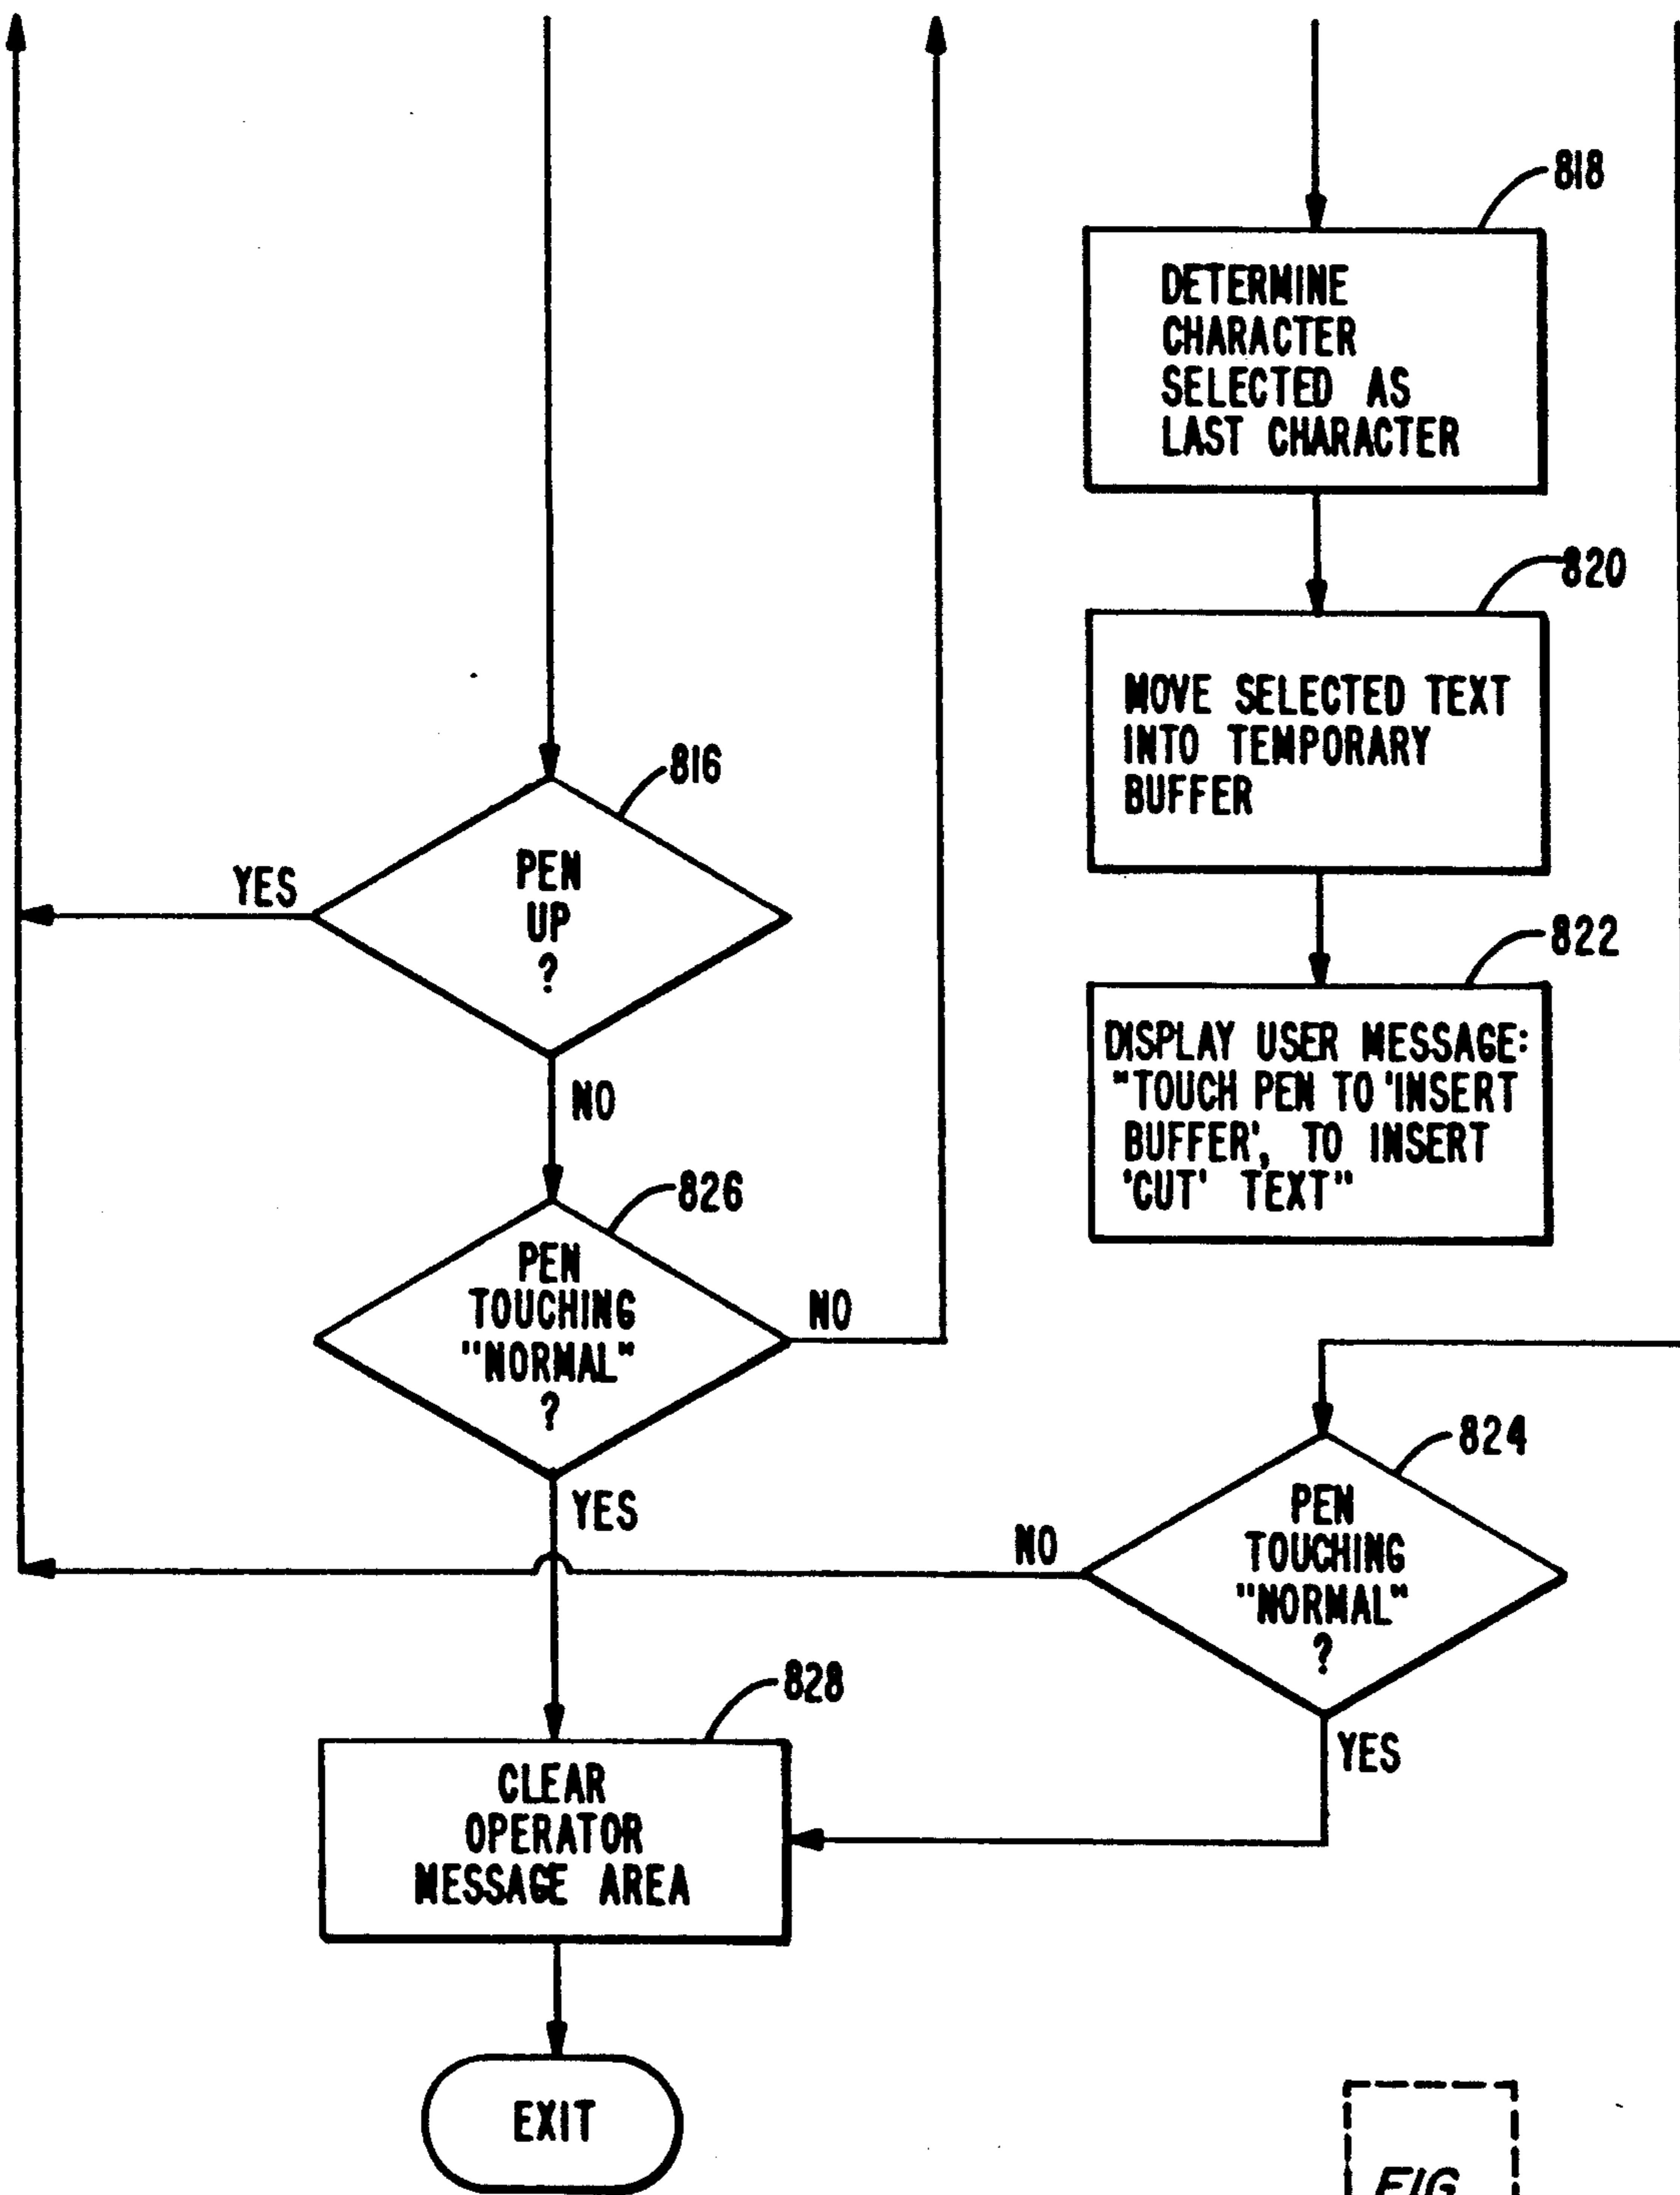 818
DETERMINE
CHARACTER
SELECTED AS
LAST CHARACTER
820
MOVE SELECTED TEXT
INTO TEMPORARY
BUFFER
816
PEN
UP
?
YES
NO
822
DISPLAY USER MESSAGE:
"TOUCH PEN TO 'INSERT
BUFFER', TO INSERT
'CUT' TEXT"
826
PEN
TOUCHING
"NORMAL"
?
NO
YES
824
PEN
TOUCHING
"NORMAL"
?
NO
YES
828
CLEAR
OPERATOR
MESSAGE AREA
EXIT
FIG